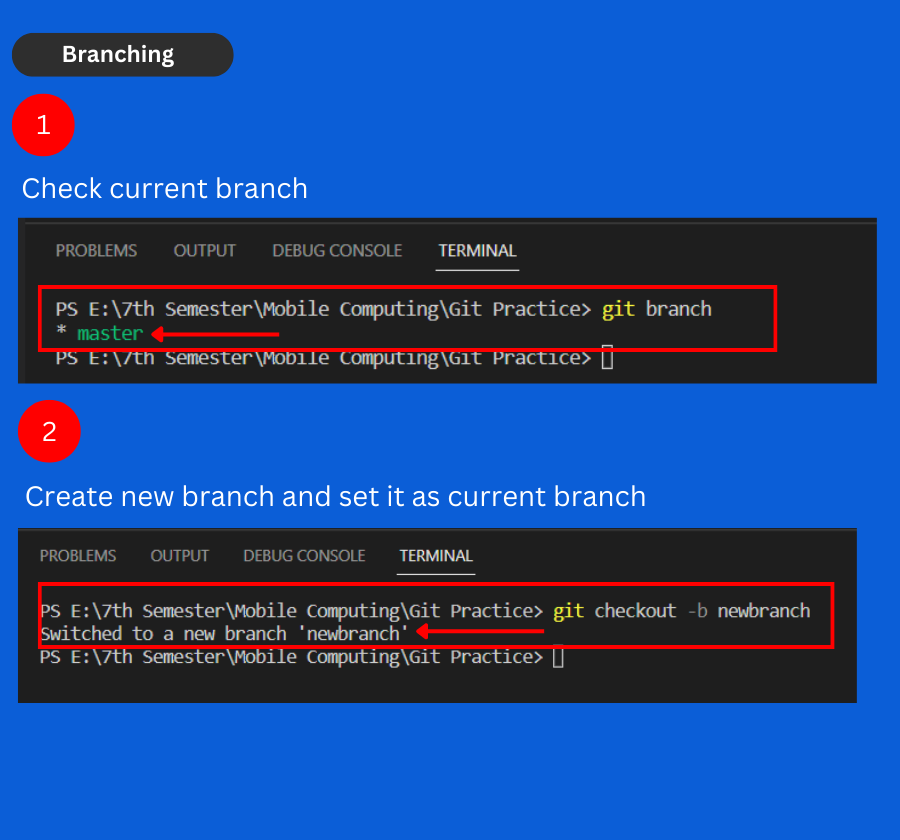 Branching
1
Check current branch
PROBLEMS OUTPUT DEBUG CONSOLE TERMINAL
PS E:\7th Semester\Mobile Computing\Git Practice> git branch
* master
PS E:\7th Semester\Mobile Computing\Git Practice>
2
Create new branch and set it as current branch
PROBLEMS OUTPUT DEBUG CONSOLE TERMINAL
PS E:\7th Semester\Mobile Computing\Git Practice> git checkout -b newbranch
Switched to a new branch 'newbranch'
PS E:\7th Semester\Mobile Computing\Git Practice>